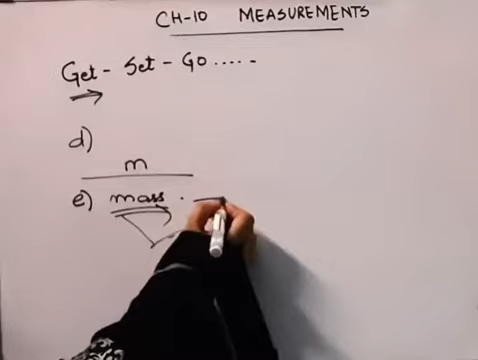 CH-10 MEASUREMENTS
Get - Set - Go.....-
d)
m
e) mass.